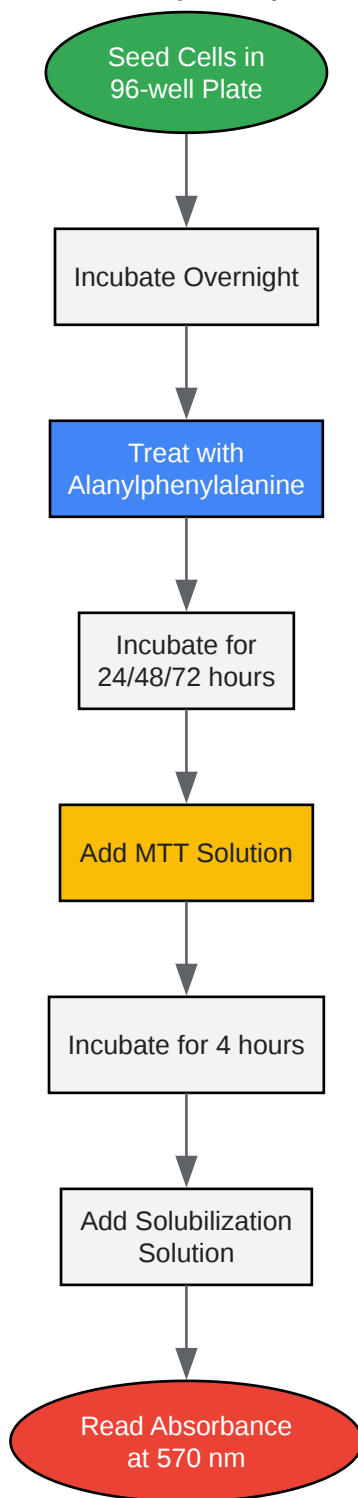 Seed Cells in
96-well Plate
Incubate Overnight
Treat with
Alanylphenylalanine
Incubate for
24/48/72 hours
Add MTT Solution
Incubate for 4 hours
Add Solubilization
Solution
Read Absorbance
at 570 nm